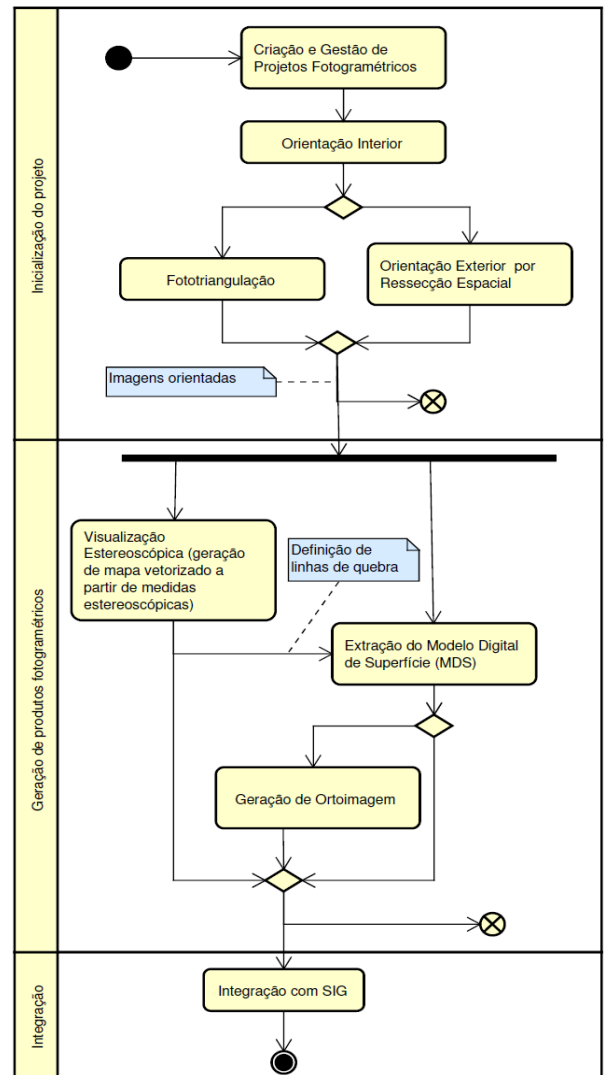 Inicialização do projeto
Criação e Gestão de
Projetos Fotogramétricos
Orientação Interior
Fototriangulação
Orientação Exterior por
Ressecção Espacial
Imagens orientadas
Geração de produtos fotogramétricos
Visualização
Estereoscópica (geração
de mapa vetorizado a
partir de medidas
estereoscópicas)
Definição de
linhas de quebra
Extração do Modelo Digital
de Superfície (MDS)
Geração de Ortoimagem
Integração
Integração com SIG